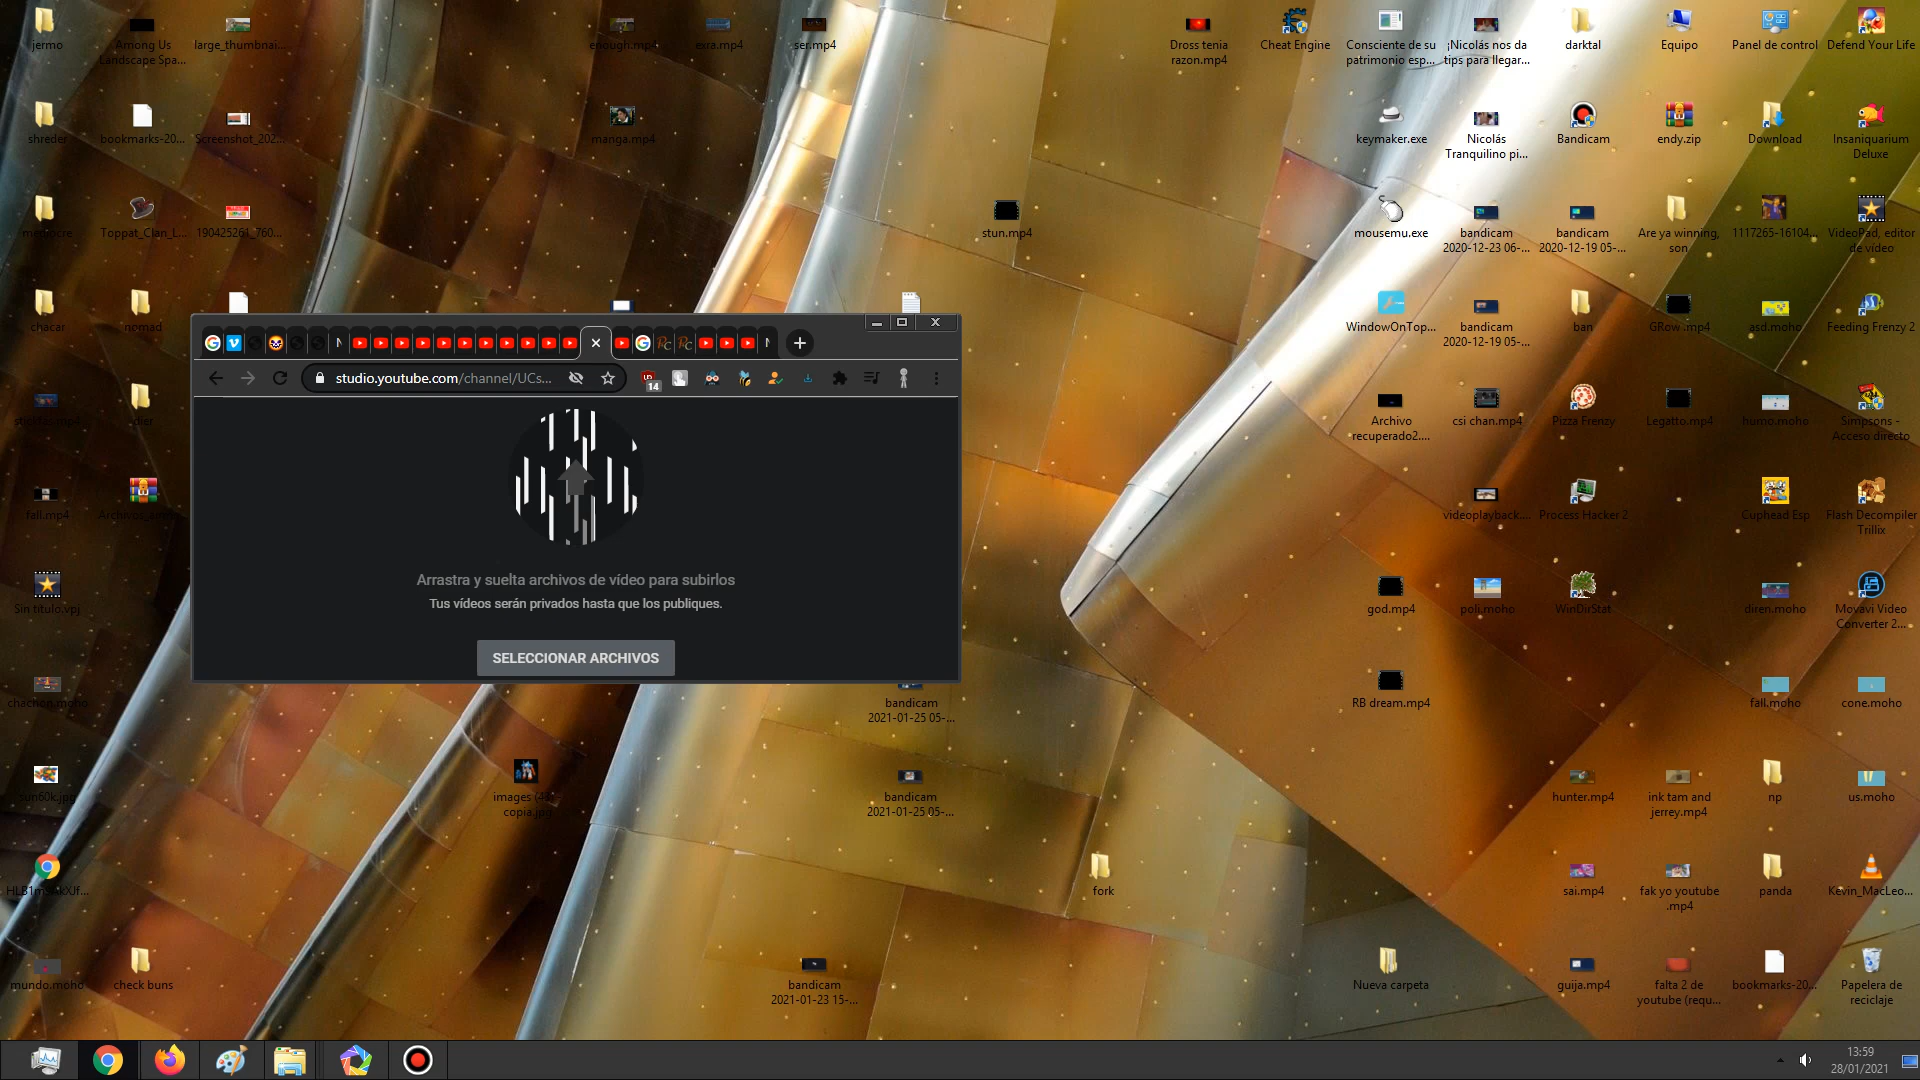 jermo
Among Us
Landscape Spa...
large_thumbnai...
enough.mp4
exra.mp4
ser.mp4
Dross tenia
razon.mp4
Cheat Engine
Consciente de su
patrimonio esp...
¡Nicolás nos da
tips para llegar...
darktal
Equipo
Panel de control
Defend Your Life
shreder
bookmarks-20...
Screenshot_202...
manga.mp4
keymaker.exe
Nicolás
Tranquilino pi...
Bandicam
endy.zip
Download
Insaniquarium
Deluxe
mediocre
Toppat_Clan_L...
190425261_760...
stun.mp4
mousemu.exe
bandicam
2020-12-23 06-...
bandicam
2020-12-19 05-...
Are ya winning,
son
1117265-16104...
VideoPad, editor
de vídeo
chacar
nomad
WindowOnTop...
bandicam
2020-12-19 05-...
ban
GRow .mp4
asd.moho
Feeding Frenzy 2
studio.youtube.com/channel/UCs...
14
dier
Archivo
recuperado2....
csi chan.mp4
Pizza Frenzy
Legatto.mp4
humo.moho
Simpsons -
Acceso directo
fall.mp4
videoplayback....
Process Hacker 2
Cuphead Esp
Flash Decompiler
Trillix
Arrastra y suelta archivos de vídeo para subirlos
Tus vídeos serán privados hasta que los publiques.
SELECCIONAR ARCHIVOS
Sin título.vpj
god.mp4
poli.moho
WinDirStat
diren.moho
Movavi Video
Converter 2...
chachon.moho
bandicam
2021-01-25 05-...
RB dream.mp4
fall.moho
cone.moho
sun60k.jpg
copia.jpg
bandicam
2021-01-25 05-...
hunter.mp4
ink tam and
jerrey.mp4
np
us.moho
fork
sai.mp4
fak yo youtube
.mp4
panda
Kevin_MacLeo...
mundo.moho
check buns
bandicam
2021-01-23 15-...
Nueva carpeta
guija.mp4
falta 2 de
youtube (requ...
bookmarks-20...
Papelera de
reciclaje
13:59
28/01/2021